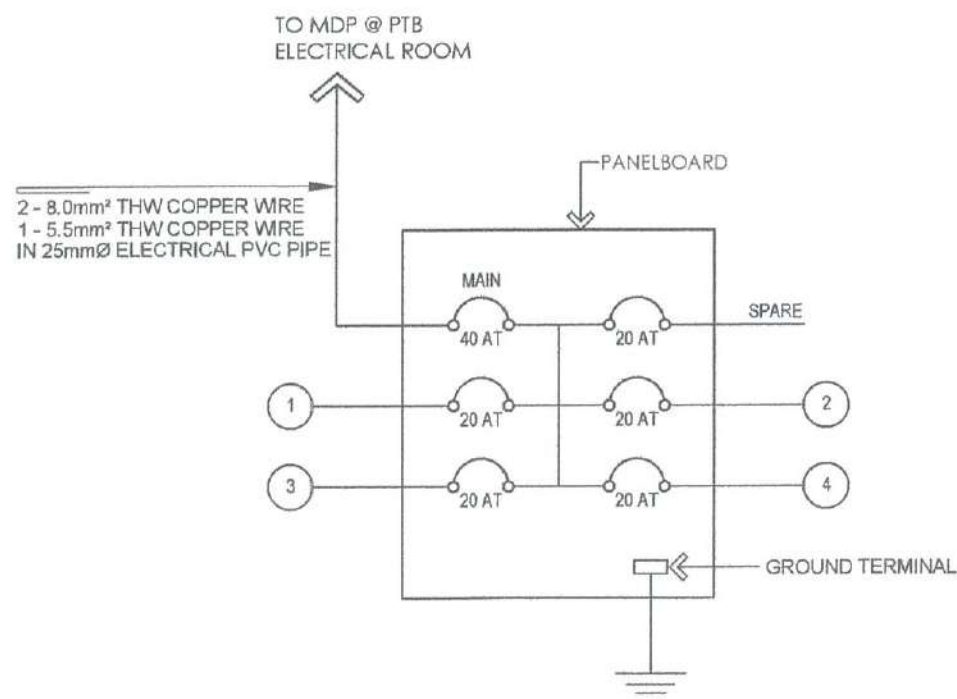 TO MDP @ PTB
ELECTRICAL ROOM
PANELBOARD
2 - 8.0mm² THW COPPER WIRE
1 - 5.5mm² THW COPPER WIRE
IN 25mmØ ELECTRICAL PVC PIPE
MAIN
40 AT
20 AT
SPARE
1
20 AT
20 AT
2
3
20 AT
20 AT
4
GROUND TERMINAL